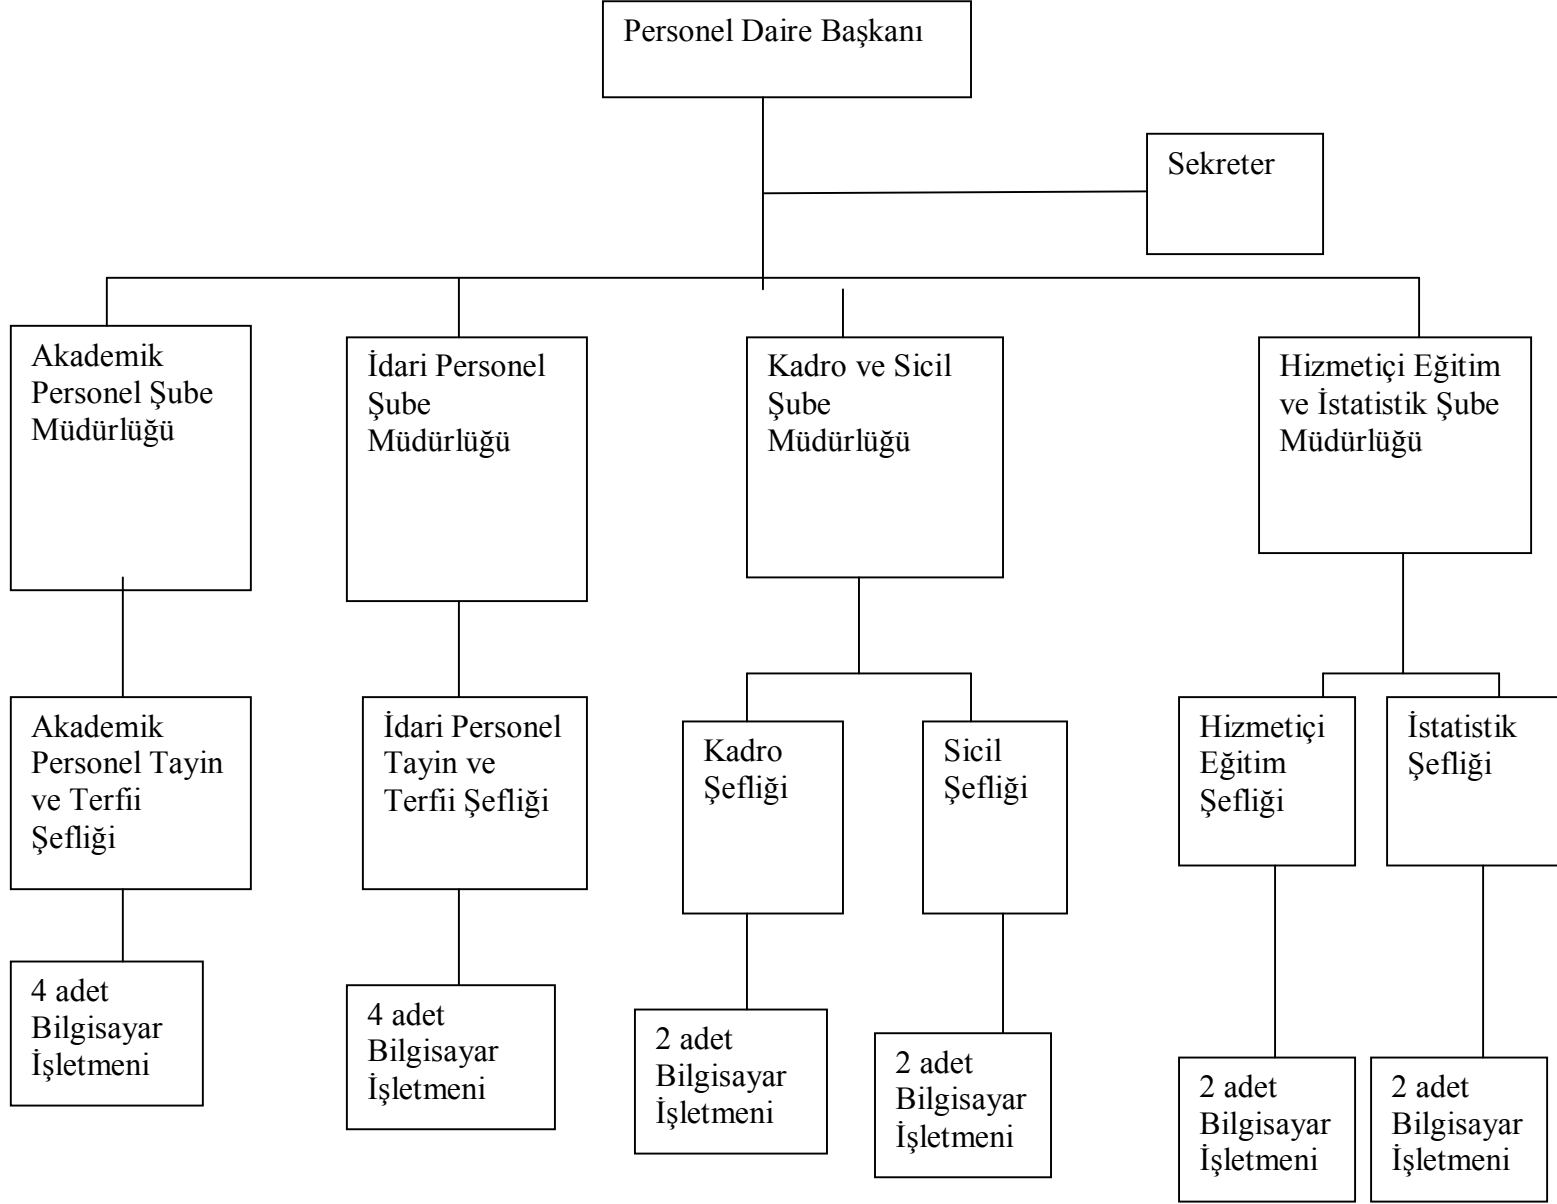 Personel Daire Başkanı
Sekreter
Akademik
Personel Şube
Müdürlüğü
İdari Personel
Şube
Müdürlüğü
Kadro ve Sicil
Şube
Müdürlüğü
Hizmetiçi Eğitim
ve İstatistik Şube
Müdürlüğü
Akademik
Personel Tayin
ve Terfii
Şefliği
İdari Personel
Tayin ve
Terfii Şefliği
Kadro
Şefliği
Sicil
Şefliği
Hizmetiçi
Eğitim
Şefliği
İstatistik
Şefliği
4 adet
Bilgisayar
İşletmeni
4 adet
Bilgisayar
İşletmeni
2 adet
Bilgisayar
İşletmeni
2 adet
Bilgisayar
İşletmeni
2 adet
Bilgisayar
İşletmeni
2 adet
Bilgisayar
İşletmeni